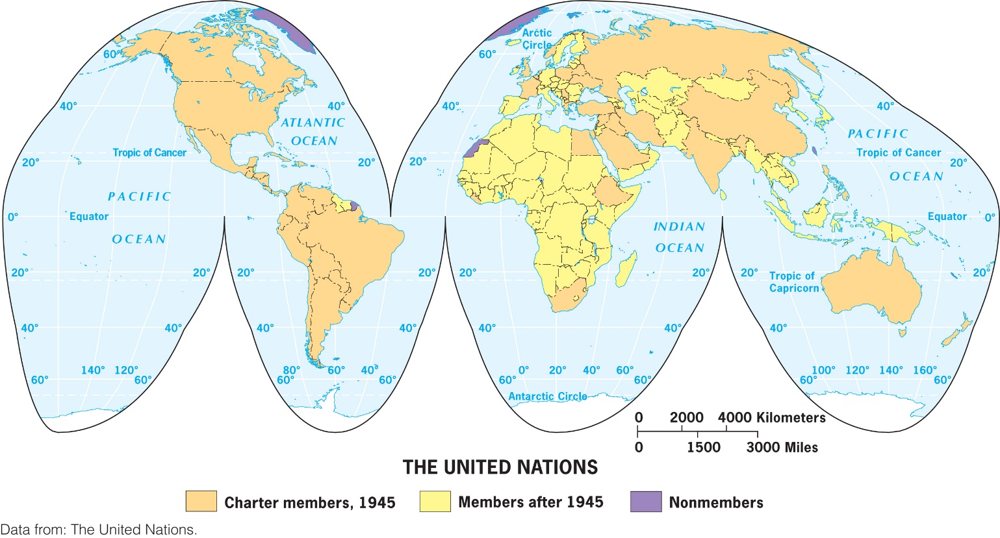 Arctic
Circle
60°
60°
40°
40°
40°
40°
ATLANTIC
OCEAN
PACIFIC
OCEAN
Tropic of Cancer
Tropic of Cancer
20°
20°
20°
20°
PACIFIC
OCEAN
0°
Equator
Equator
0°
INDIAN
OCEAN
20°
20°
20°
20°
20°
20°
20°
20°
Tropic of
Capricorn
40°
40°
40°
40°
40°
40°
40°
140°
120°
80°
60°
40°
0°
20°
40°
60°
100°
120°
140°
160°
60°
60°
60°
60°
60°
60°
60°
60°
Antarctic Circle
0 2000 4000 Kilometers
0 1500 3000 Miles
THE UNITED NATIONS
Charter members, 1945
Members after 1945
Nonmembers
Data from: The United Nations.